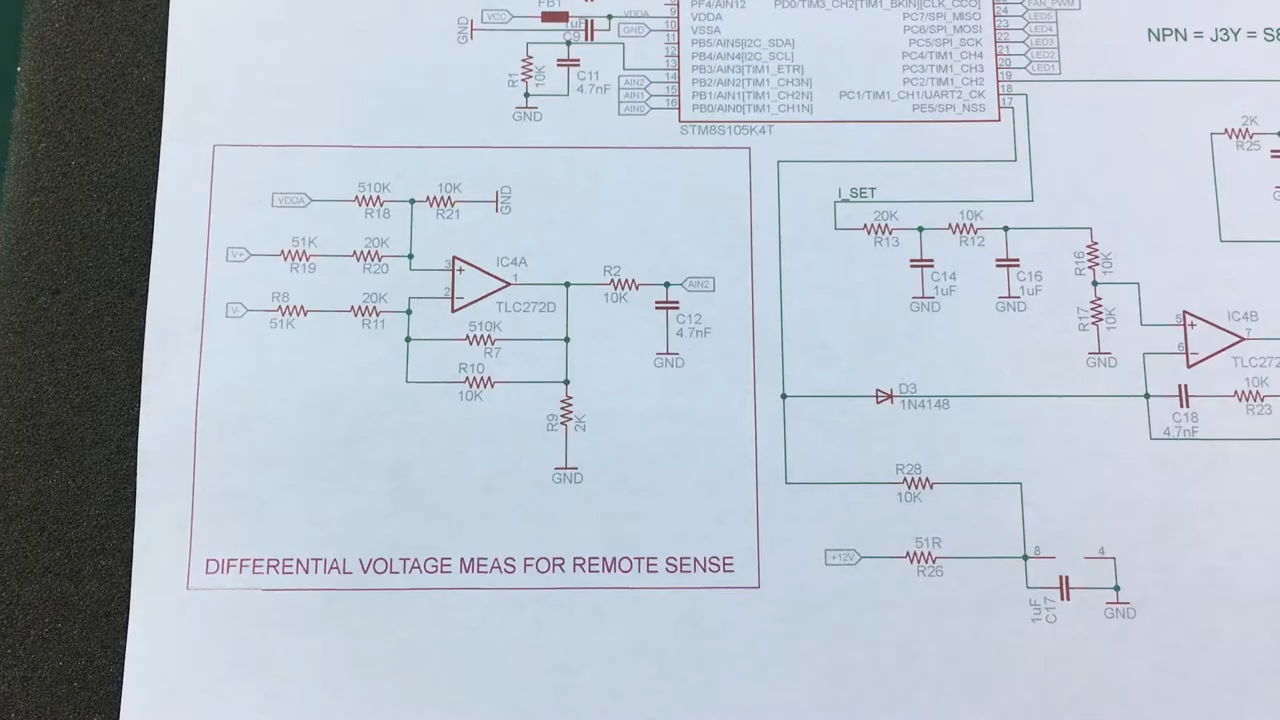 VCC
FB1
1uF
C9
VDDA
GND
GND
R1
10K
C11
4.7nF
GND
AIN2
AIN1
AIN0
9
10
11
12
13
14
15
16
PF4/AIN12
VDDA
VSSA
PB5/AIN5[I2C_SDA]
PB4/AIN4[I2C_SCL]
PB3/AIN3[TIM1_ETR]
PB2/AIN2[TIM1_CH3N]
PB1/AIN1[TIM1_CH2N]
PB0/AIN0[TIM1_CH1N]
STM8S105K4T
PD0/TIM3_CH2[TIM1_BKIN][CLK_CCO]
PC7/SPI_MISO
PC6/SPI_MOSI
PC5/SPI_SCK
PC4/TIM1_CH4
PC3/TIM1_CH3
PC2/TIM1_CH2
PC1/TIM1_CH1/UART2_CK
PE5/SPI_NSS
24
23
22
21
20
19
18
17
FAN_PWM
LED5
LED4
LED3
LED2
LED1
NPN = J3Y = S8
2K
R25
VDDA
510K
R18
10K
R21
GND
V+
51K
R19
20K
R20
V-
R8
51K
20K
R11
3
2
1
IC4A
TLC272D
R2
10K
AIN2
C12
4.7nF
GND
510K
R7
R10
10K
R9
2K
GND
DIFFERENTIAL VOLTAGE MEAS FOR REMOTE SENSE
I_SET
20K
R13
10K
R12
C14
1uF
GND
C16
1uF
GND
R16
10K
R17
10K
GND
5
6
7
IC4B
TLC272
D3
1N4148
C18
4.7nF
10K
R23
R28
10K
+12V
51R
R26
8
4
1uF
C17
GND